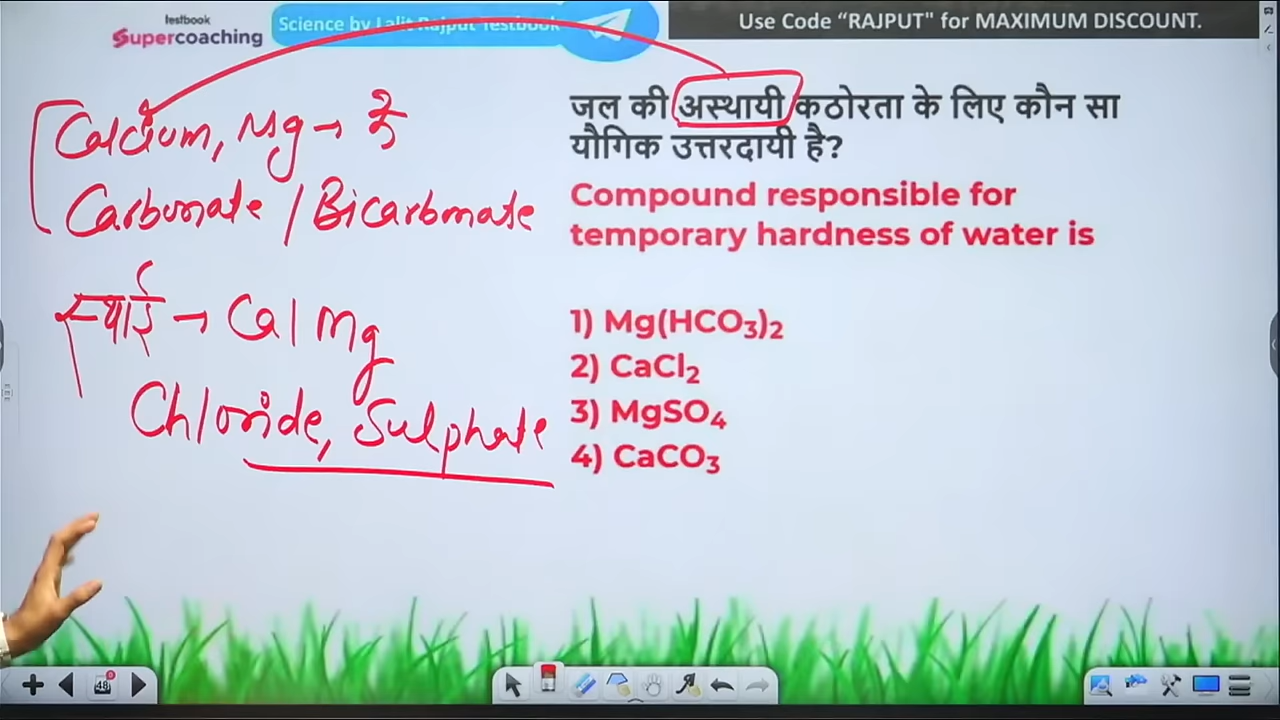 testbook
Supercoaching
Science by Lalit Rajput Testbook
Use Code “RAJPUT" for MAXIMUM DISCOUNT.
Calcium, Mg → के
Carbonate / Bicarbonate
स्थाई → Ca/Mg
Chloride, Sulphate
जल की अस्थायी कठोरता के लिए कौन सा
यौगिक उत्तरदायी है?
Compound responsible for
temporary hardness of water is
1) Mg(HCO₃)₂
2) CaCl₂
3) MgSO₄
4) CaCO₃
48